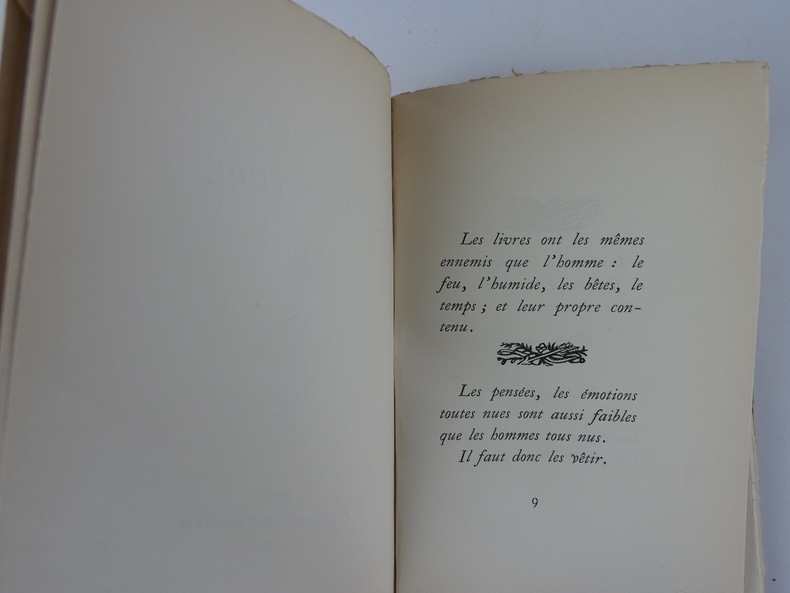 Les livres ont les mêmes
ennemis que l'homme : le
feu, l'humide, les bêtes, le
temps ; et leur propre con-
tenu.
Les pensées, les émotions
toutes nues sont aussi faibles
que les hommes tous nus.
Il faut donc les vêtir.
9